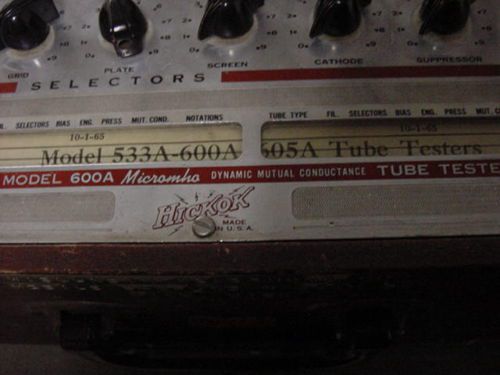 GRID PLATE SCREEN CATHODE SUPPRESSOR
SELECTORS
FIL. SELECTORS BIAS ENG. PRESS MUT. COND. NOTATIONS TUBE TYPE FIL. SELECTORS BIAS ENG. PRESS MUT.
10-1-65 10-1-65
Model 533A-600A 605A Tube Testers
MODEL 600A Micromho DYNAMIC MUTUAL CONDUCTANCE TUBE TESTE
HICKOK
MADE
IN U.S.A.